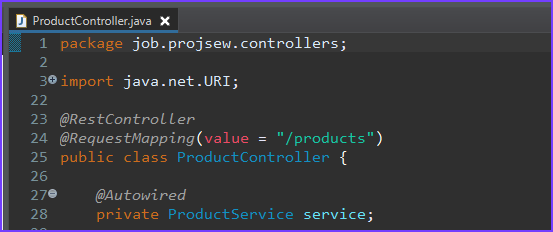 ProductController.java
1 package job.projsew.controllers;
2
3 import java.net.URI;
22
23 @RestController
24 @RequestMapping(value = "/products")
25 public class ProductController {
26
27 @Autowired
28 private ProductService service;